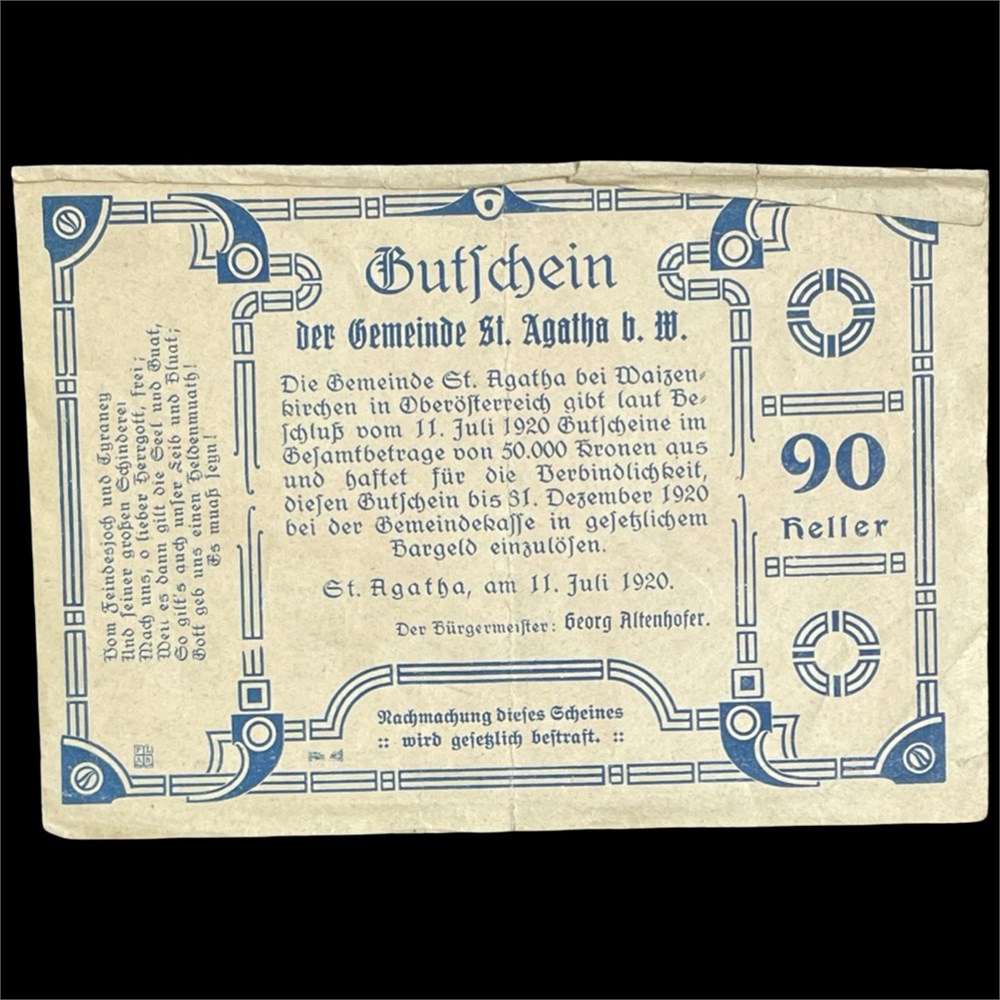 Gutschein
der Gemeinde St. Agatha b. W.
Die Gemeinde St. Agatha bei Waizen-
kirchen in Oberösterreich gibt laut Be-
schluß vom 11. Juli 1920 Gutscheine im
Gesamtbetrage von 50.000 Kronen aus
und haftet für die Verbindlichkeit,
diesen Gutschein bis 31. Dezember 1920
bei der Gemeindekasse in gesetzlichem
Bargeld einzulösen.
St. Agatha, am 11. Juli 1920.
Der Bürgermeister: Georg Altenhofer.
Nachmachung dieses Scheines
:: wird gesetzlich bestraft. ::
90
Heller
Vom Feindesjoch und Tyraney
Und seiner großen Schinderei
Mach uns, o lieber Herrgott, frei;
Weil es dann gilt die Seel und Guat,
So gilt's auch unser Leib und Bluat;
Gott geb uns einen Heldenmuath!
Es muaß seyn!